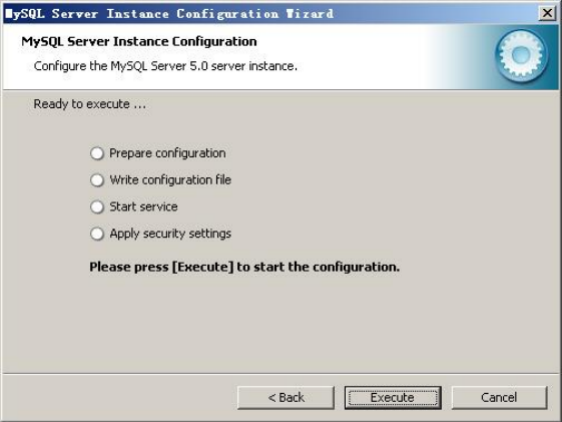 MySQL Server Instance Configuration Wizard
MySQL Server Instance Configuration
Configure the MySQL Server 5.0 server instance.
Ready to execute ...
Prepare configuration
Write configuration file
Start service
Apply security settings
Please press [Execute] to start the configuration.
< Back
Execute
Cancel